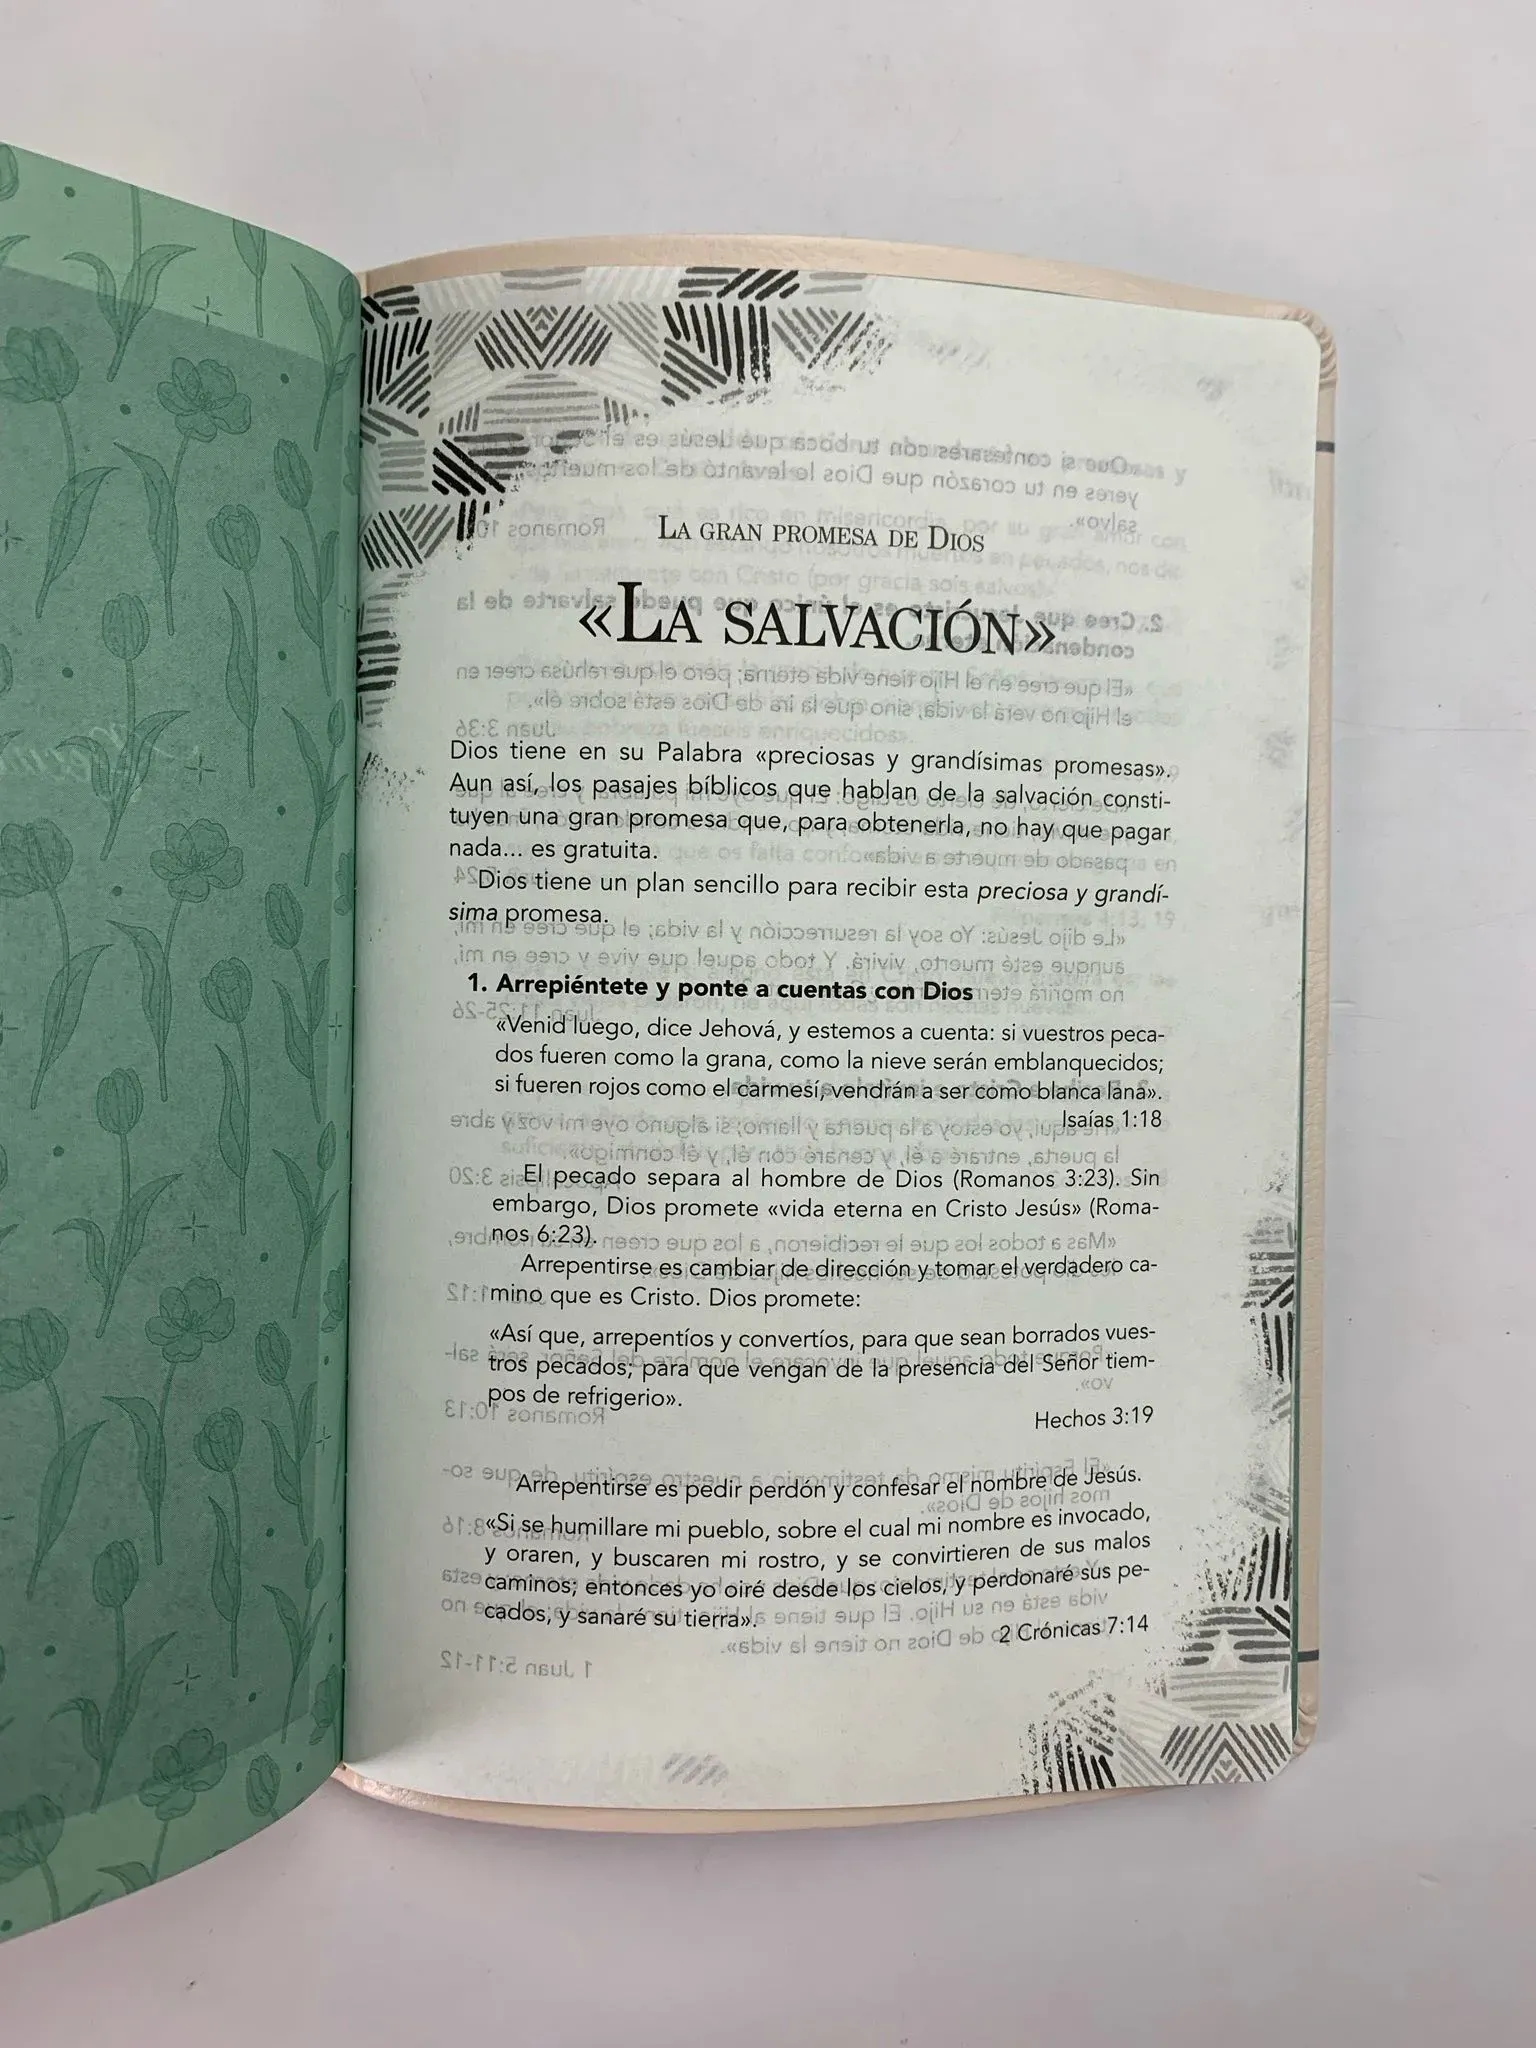 La gran promesa de Dios
«La salvación»
Dios tiene en su Palabra «preciosas y grandísimas promesas».
Aun así, los pasajes bíblicos que hablan de la salvación consti-
tuyen una gran promesa que, para obtenerla, no hay que pagar
nada... es gratuita.
Dios tiene un plan sencillo para recibir esta preciosa y grandí-
sima promesa.
1. Arrepiéntete y ponte a cuentas con Dios
«Venid luego, dice Jehová, y estemos a cuenta: si vuestros peca-
dos fueren como la grana, como la nieve serán emblanquecidos;
si fueren rojos como el carmesí, vendrán a ser como blanca lana».
Isaías 1:18
El pecado separa al hombre de Dios (Romanos 3:23). Sin
embargo, Dios promete «vida eterna en Cristo Jesús» (Roma-
nos 6:23).
Arrepentirse es cambiar de dirección y tomar el verdadero ca-
mino que es Cristo. Dios promete:
«Así que, arrepentíos y convertíos, para que sean borrados vues-
tros pecados; para que vengan de la presencia del Señor tiem-
pos de refrigerio».
Hechos 3:19
Arrepentirse es pedir perdón y confesar el nombre de Jesús.
«Si se humillare mi pueblo, sobre el cual mi nombre es invocado,
y oraren, y buscaren mi rostro, y se convirtieren de sus malos
caminos; entonces yo oiré desde los cielos, y perdonaré sus pe-
cados, y sanaré su tierra».
2 Crónicas 7:14